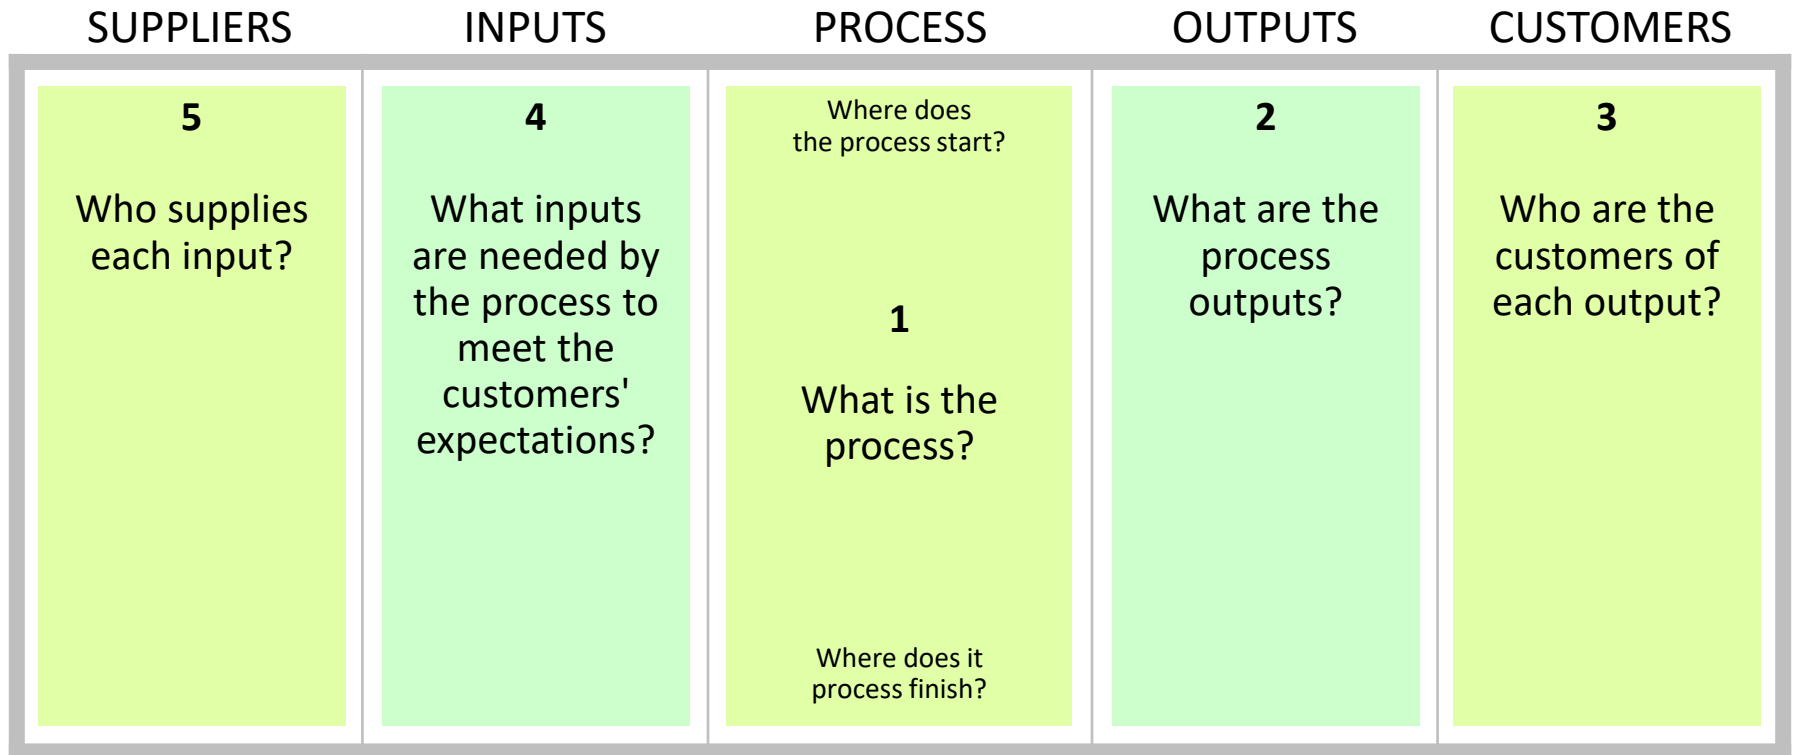 SUPPLIERS INPUTS PROCESS OUTPUTS CUSTOMERS
5
Who supplies
each input?
4
What inputs
are needed by
the process to
meet the
customers'
expectations?
Where does
the process start?
1
What is the
process?
Where does it
process finish?
2
What are the
process
outputs?
3
Who are the
customers of
each output?